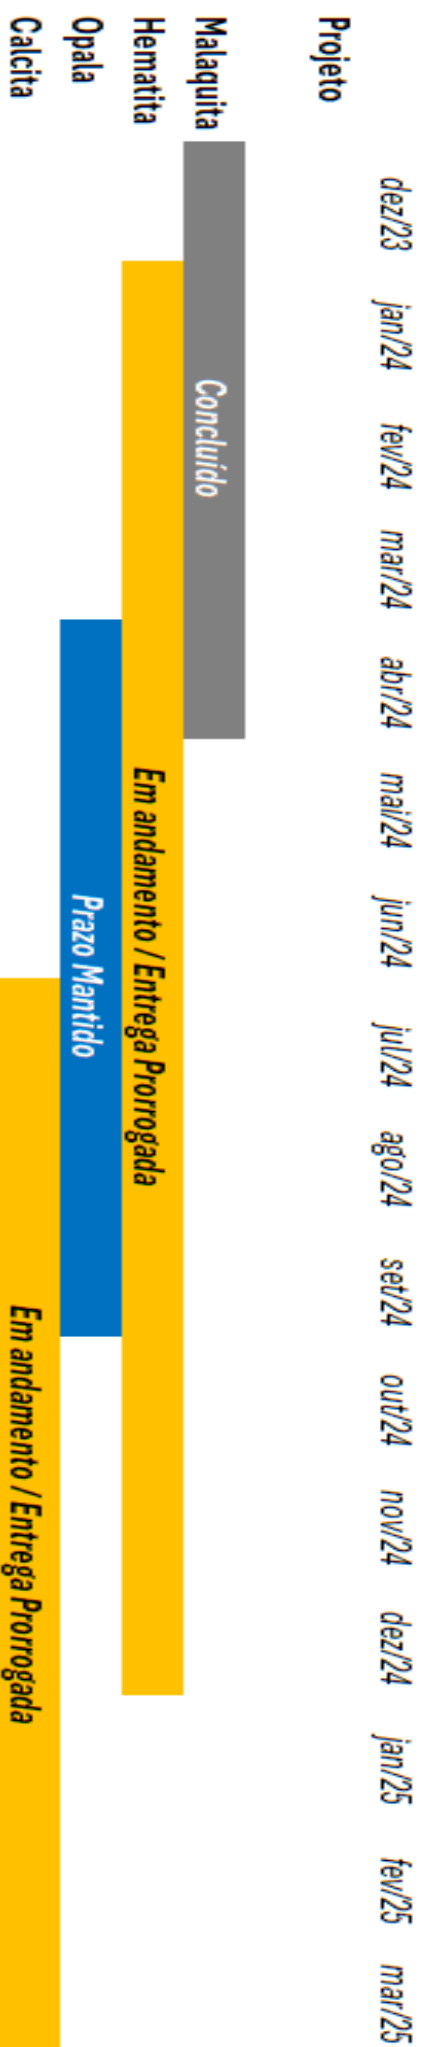 dez/23 jan/24 fev/24 mar/24 abr/24 mai/24 jun/24 jul/24 ago/24 set/24 out/24 nov/24 dez/24 jan/25 fev/25 mar/25
Projeto
Malaquita Concluído
Hematita Em andamento / Entrega Prorrogada
Opala Prazo Mantido
Calcita Em andamento / Entrega Prorrogada